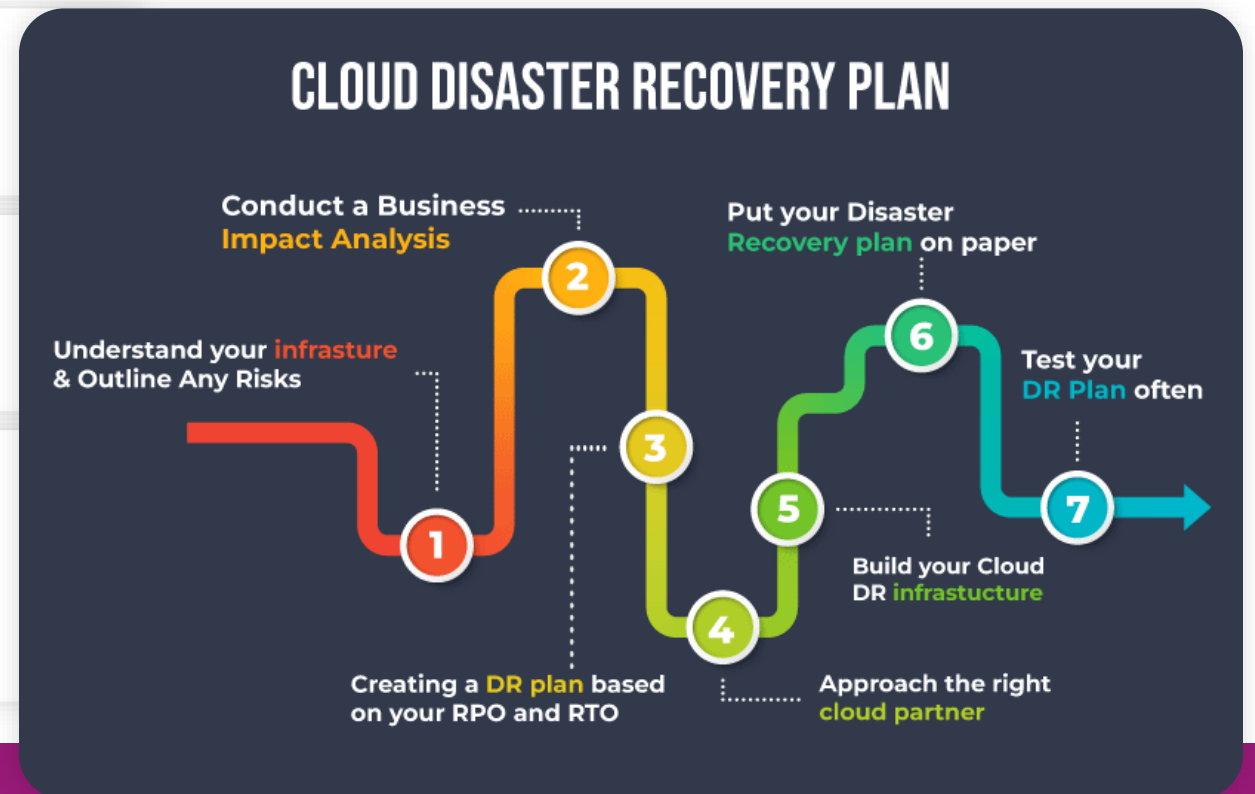 CLOUD DISASTER RECOVERY PLAN
Understand your infrasture
& Outline Any Risks
1
Conduct a Business
Impact Analysis
2
3
Creating a DR plan based
on your RPO and RTO
4
Approach the right
cloud partner
5
Build your Cloud
DR infrastucture
Put your Disaster
Recovery plan on paper
6
Test your
DR Plan often
7